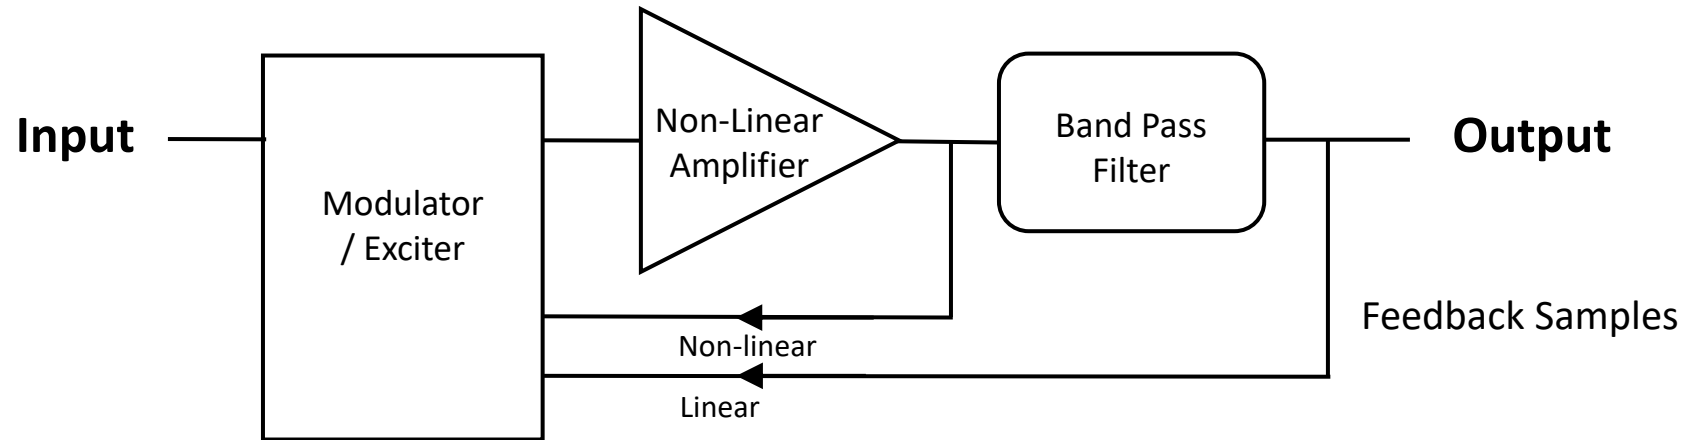 Input
Modulator
/ Exciter
Non-Linear
Amplifier
Band Pass
Filter
Output
Non-linear
Linear
Feedback Samples